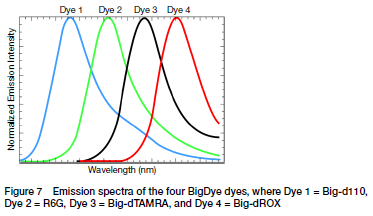 Dye 1 Dye 2 Dye 3 Dye 4
Normalized Emission Intensity
Wavelength (nm)
Figure 7 Emission spectra of the four BigDye dyes, where Dye 1 = Big-d110,
Dye 2 = R6G, Dye 3 = Big-dTAMRA, and Dye 4 = Big-dROX